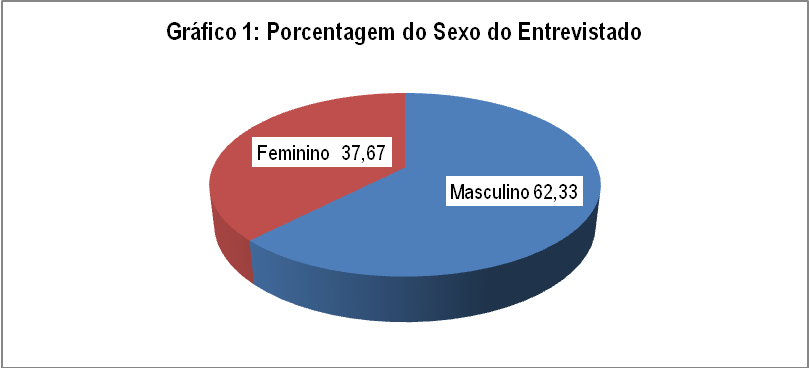 Gráfico 1: Porcentagem do Sexo do Entrevistado
Feminino 37,67
Masculino 62,33